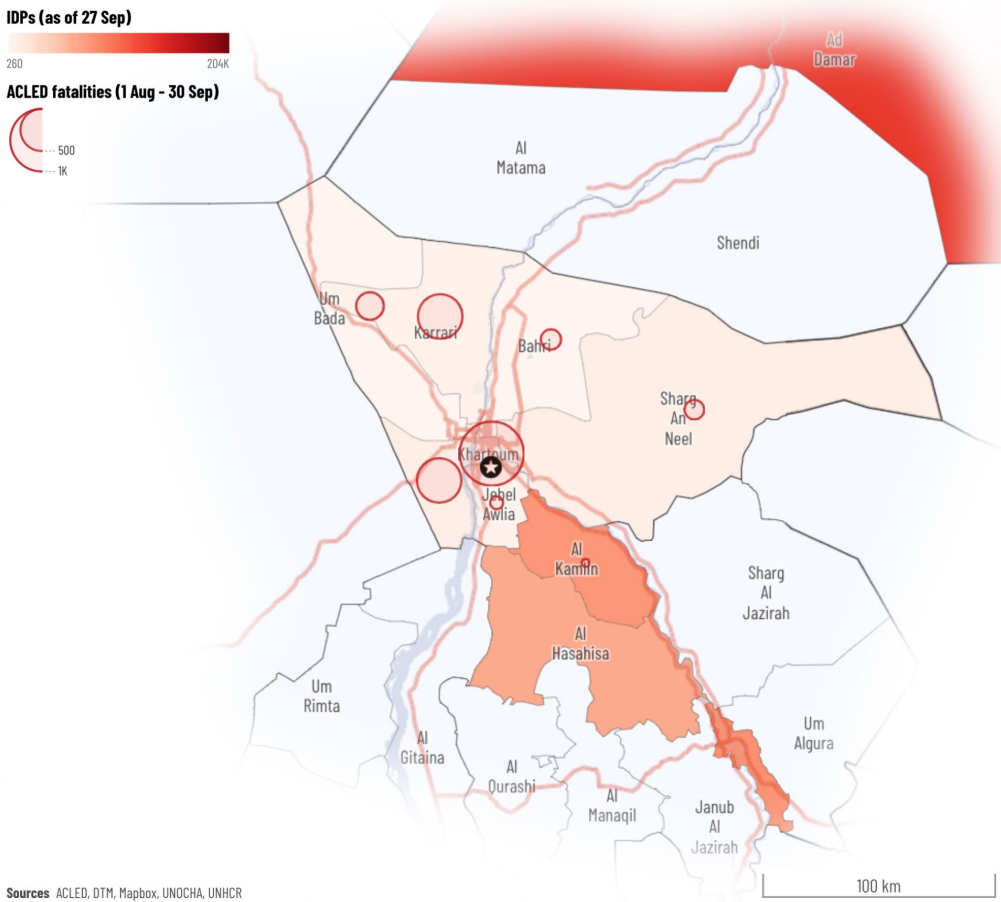 IDPs (as of 27 Sep)
260
204K
ACLED fatalities (1 Aug - 30 Sep)
500
1K
Ad
Damar
Al
Matama
Shendi
Um
Bada
Karrari
Bahri
Sharg
An
Neel
Khartoum
Jebel
Awlia
Al
Kamlin
Sharg
Al
Jazirah
Al
Hasahisa
Um
Rimta
Al
Gitaina
Um
Algura
Al
Qurashi
Al
Manaqil
Janub
Al
Jazirah
100 km
Sources ACLED, DTM, Mapbox, UNOCHA, UNHCR